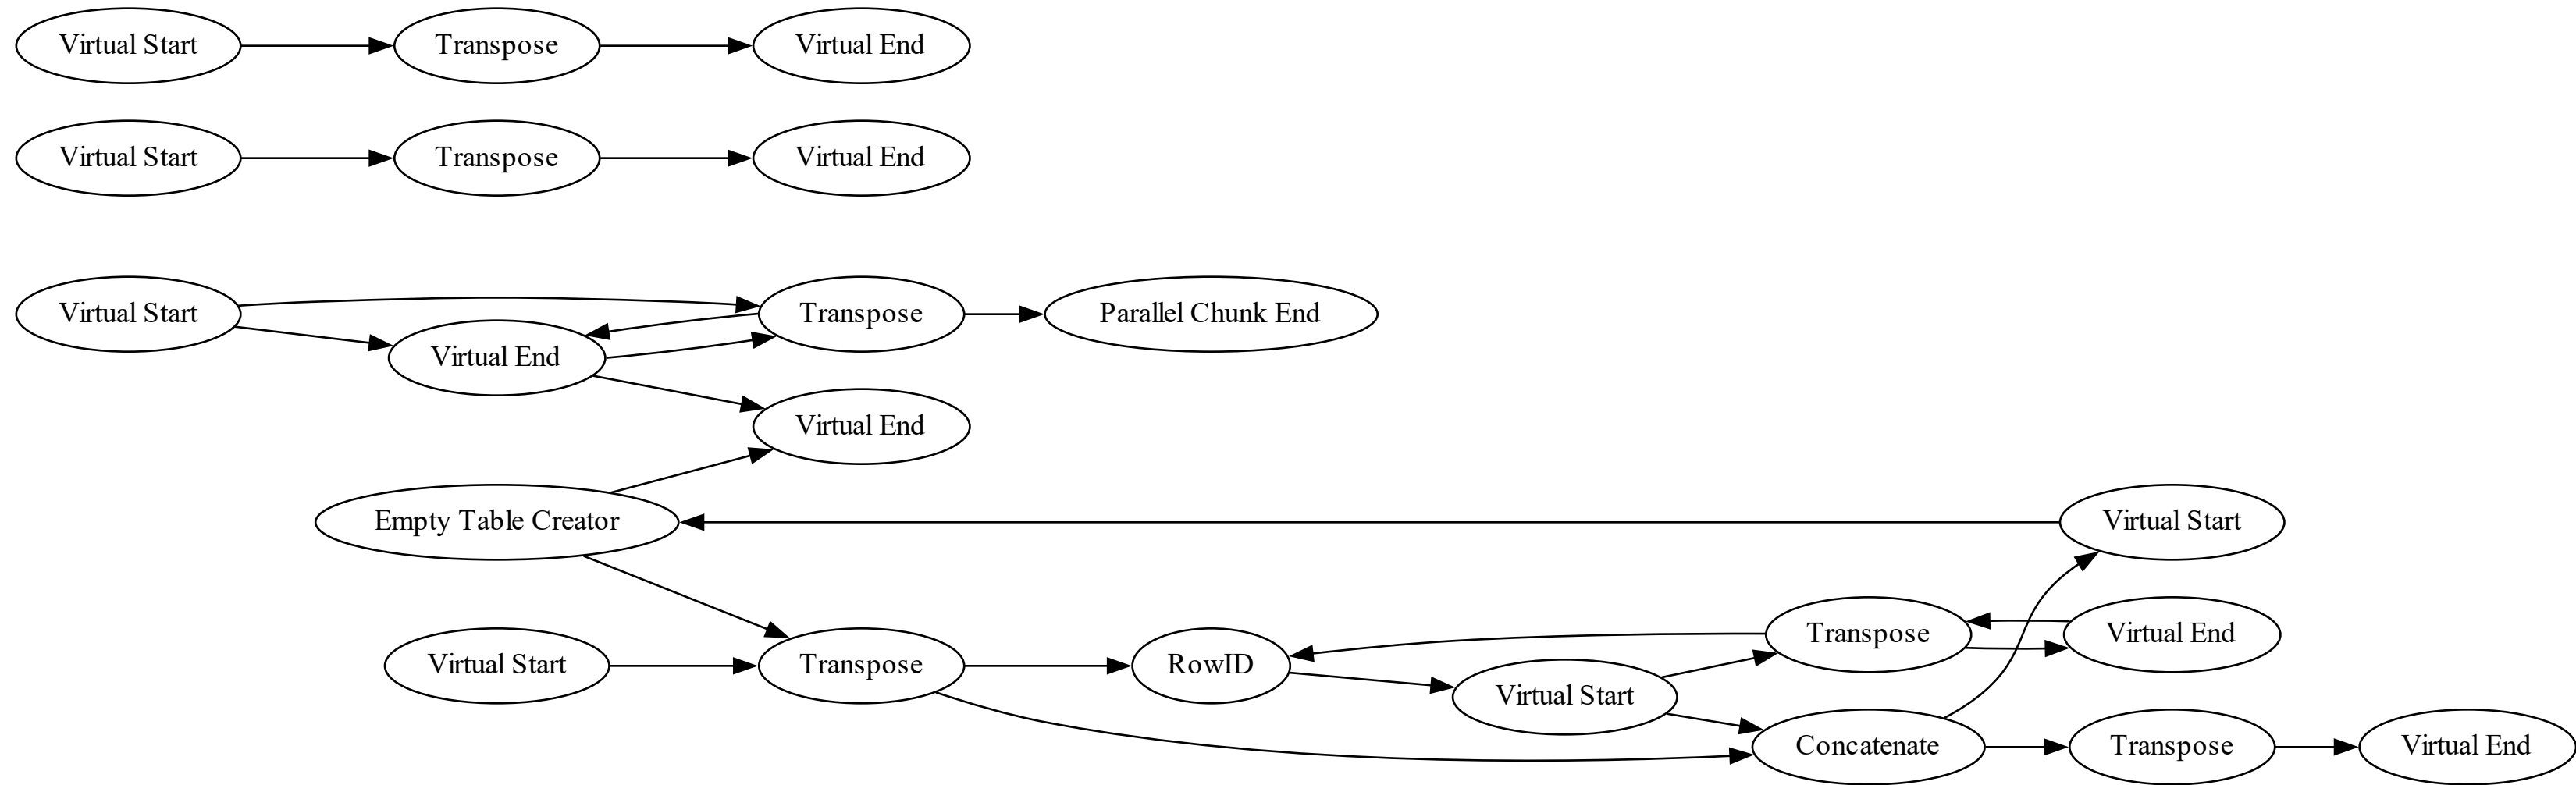 Virtual Start
Transpose
Virtual End
Virtual Start
Transpose
Virtual End
Virtual Start
Transpose
Parallel Chunk End
Virtual End
Virtual End
Empty Table Creator
Virtual Start
Virtual Start
Transpose
RowID
Transpose
Virtual End
Virtual Start
Concatenate
Transpose
Virtual End